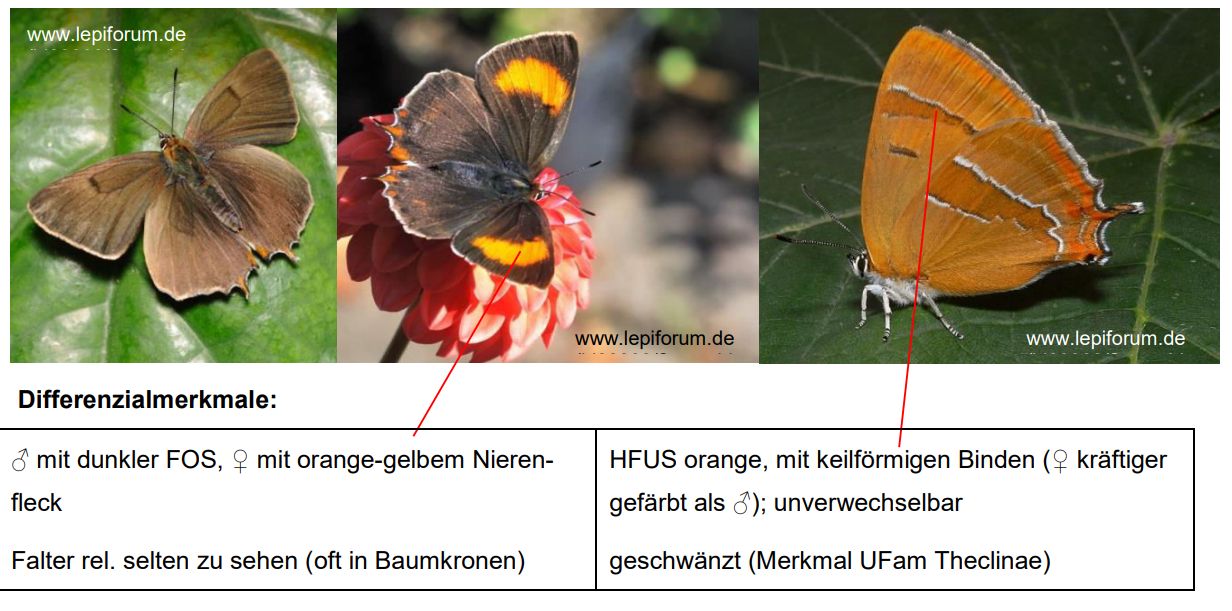 www.lepiforum.de
www.lepiforum.de
www.lepiforum.de
Differenzialmerkmale:
♂ mit dunkler FOS, ♀ mit orange-gelbem Nieren-
fleck
Falter rel. selten zu sehen (oft in Baumkronen)
HFUS orange, mit keilförmigen Binden (♀ kräftiger
gefärbt als ♂); unverwechselbar
geschwänzt (Merkmal UFam Theclinae)